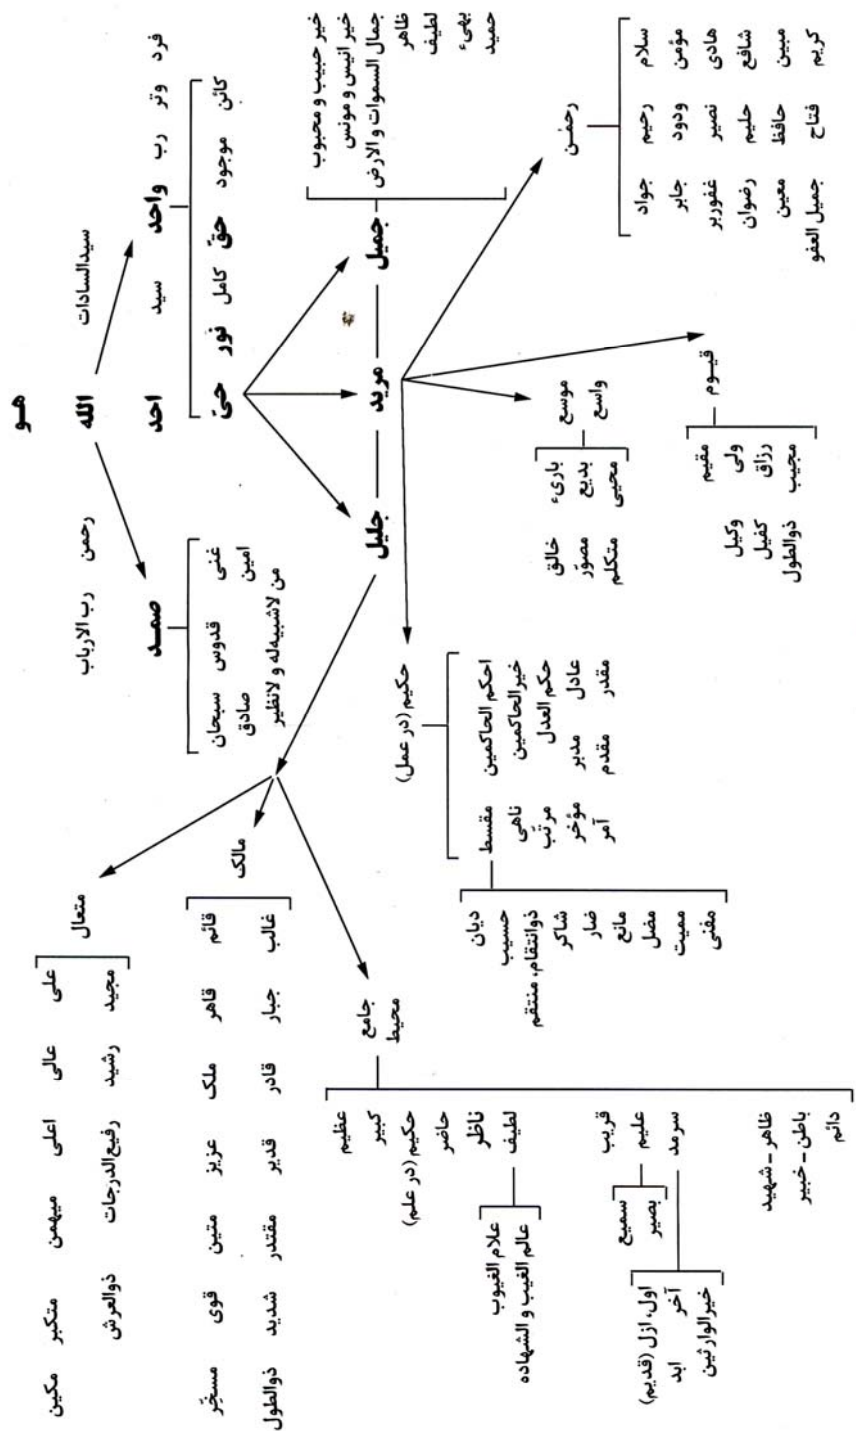 هو
سیدالسادات الله رحمن رب الارباب
فرد وتر رب واحد سید احد صمد
کائن موجود حقّ کامل نور حیّ
غنی قدوس سبحان
امین صادق
من لاشبیه‌له و لانظیر
جمیل مرید جلیل
خیر حبیب و محبوب
خیر انیس و مونس
جمال السموات و الارض
ظاهر
لطیف
بهیء
حمید
رحمن
سلام رحیم جواد
مؤمن ودود جابر
هادی نصیر غفوربر
شافع حلیم رضوان
مبین حافظ معین
کریم فتاح جمیل العفو
واسع موسع
باریء خالق
بدیع مصوّر
محیی متکلم
قیوم
مقیم
ولی وکیل
رزاق کفیل
مجیب ذوالطول
حکیم (در عمل)
احکم الحاکمین مقسط
خیرالحاکمین ناهی
حکم العدل مرتّب
عادل مدبر مؤخر
مقدر مقدم آمر
دیان
حسیب
ذوانتقام، منتقم
شاکر
ضار
مانع
مضل
ممیت
مفنی
متعال
علی عالی اعلی میهمن متکبر مکین
مجید رشید رفیع‌الدرجات ذوالعرش
مالک
قائم قاهر ملک عزیز متین قوی مسخِّر
غالب جبار قادر قدیر مقتدر شدید ذوالطول
جامع
محیط
عظیم
کبیر
حکیم (در علم)
حاضر
ناظر
لطیف
علام الغیوب
عالم الغیب و الشهاده
قریب
علیم
سمیع
بصیر
سرمد
اول، ازل (قدیم)
آخر ابد
خیرالوارثین
ظاهر - شهید
باطن - خبیر
دائم